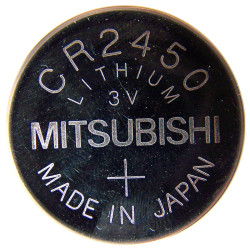 CR2450
LITHIUM
3V
MITSUBISHI
+
MADE IN JAPAN